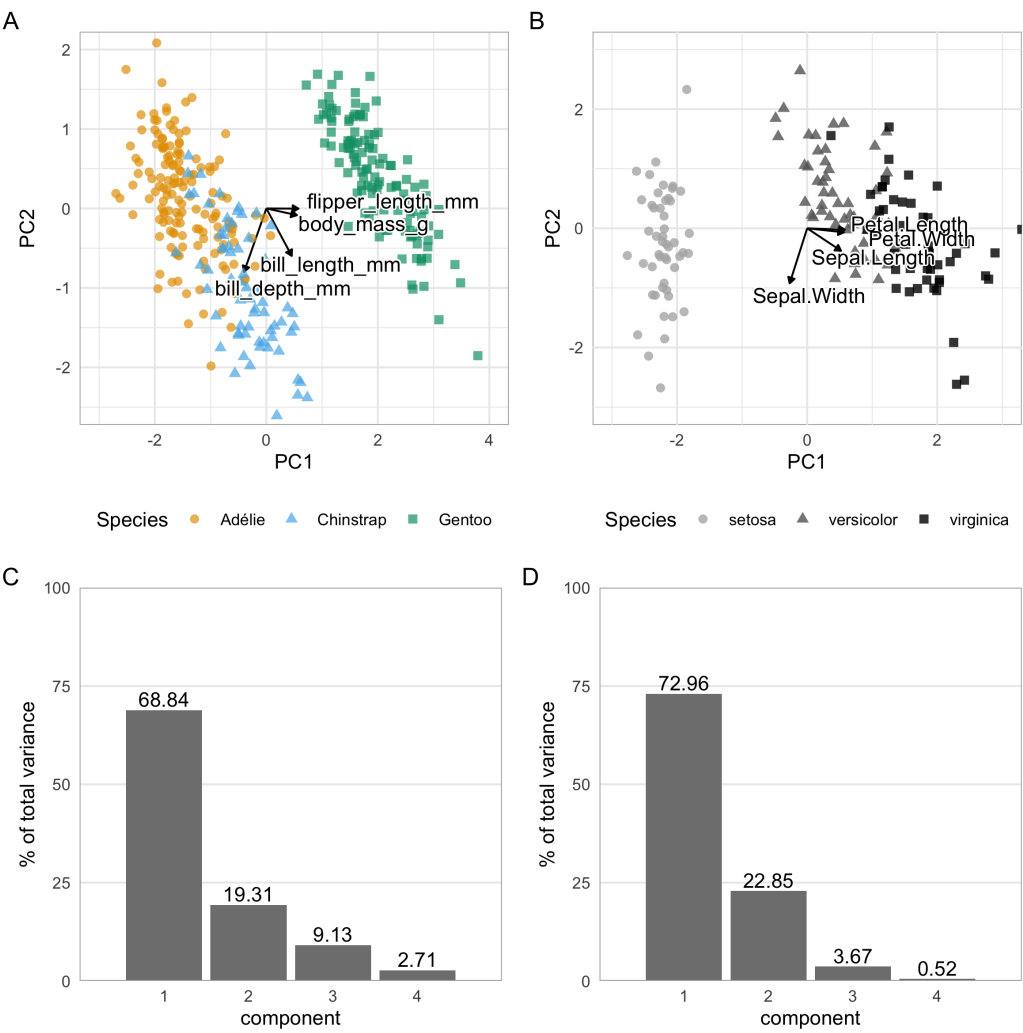 A
PC2
2
1
0
-1
-2
flipper_length_mm
body_mass_g
bill_length_mm
bill_depth_mm
-2 0 2 4
PC1
Species Adélie Chinstrap Gentoo
B
PC2
2
0
-2
Petal.Length
Petal.Width
Sepal.Length
Sepal.Width
-2 0 2
PC1
Species setosa versicolor virginica
C
% of total variance
100
75
50
25
0
68.84
19.31
9.13
2.71
1 2 3 4
component
D
% of total variance
100
75
50
25
0
72.96
22.85
3.67
0.52
1 2 3 4
component